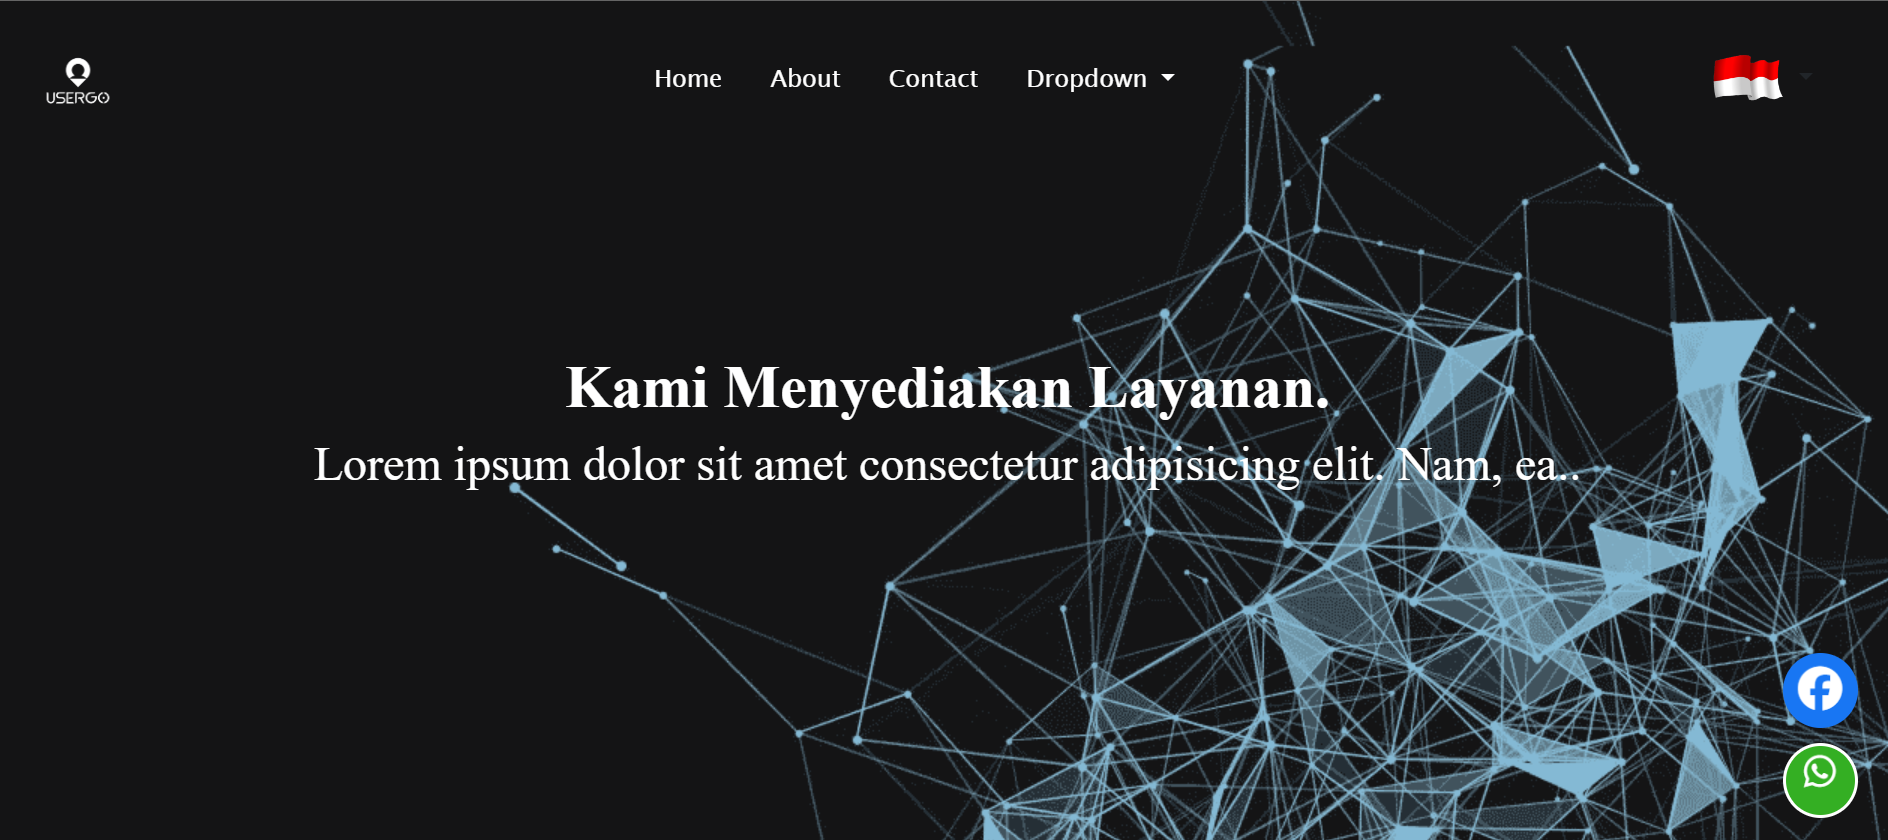 USERGO
Home About Contact Dropdown
Kami Menyediakan Layanan.
Lorem ipsum dolor sit amet consectetur adipisicing elit. Nam, ea..